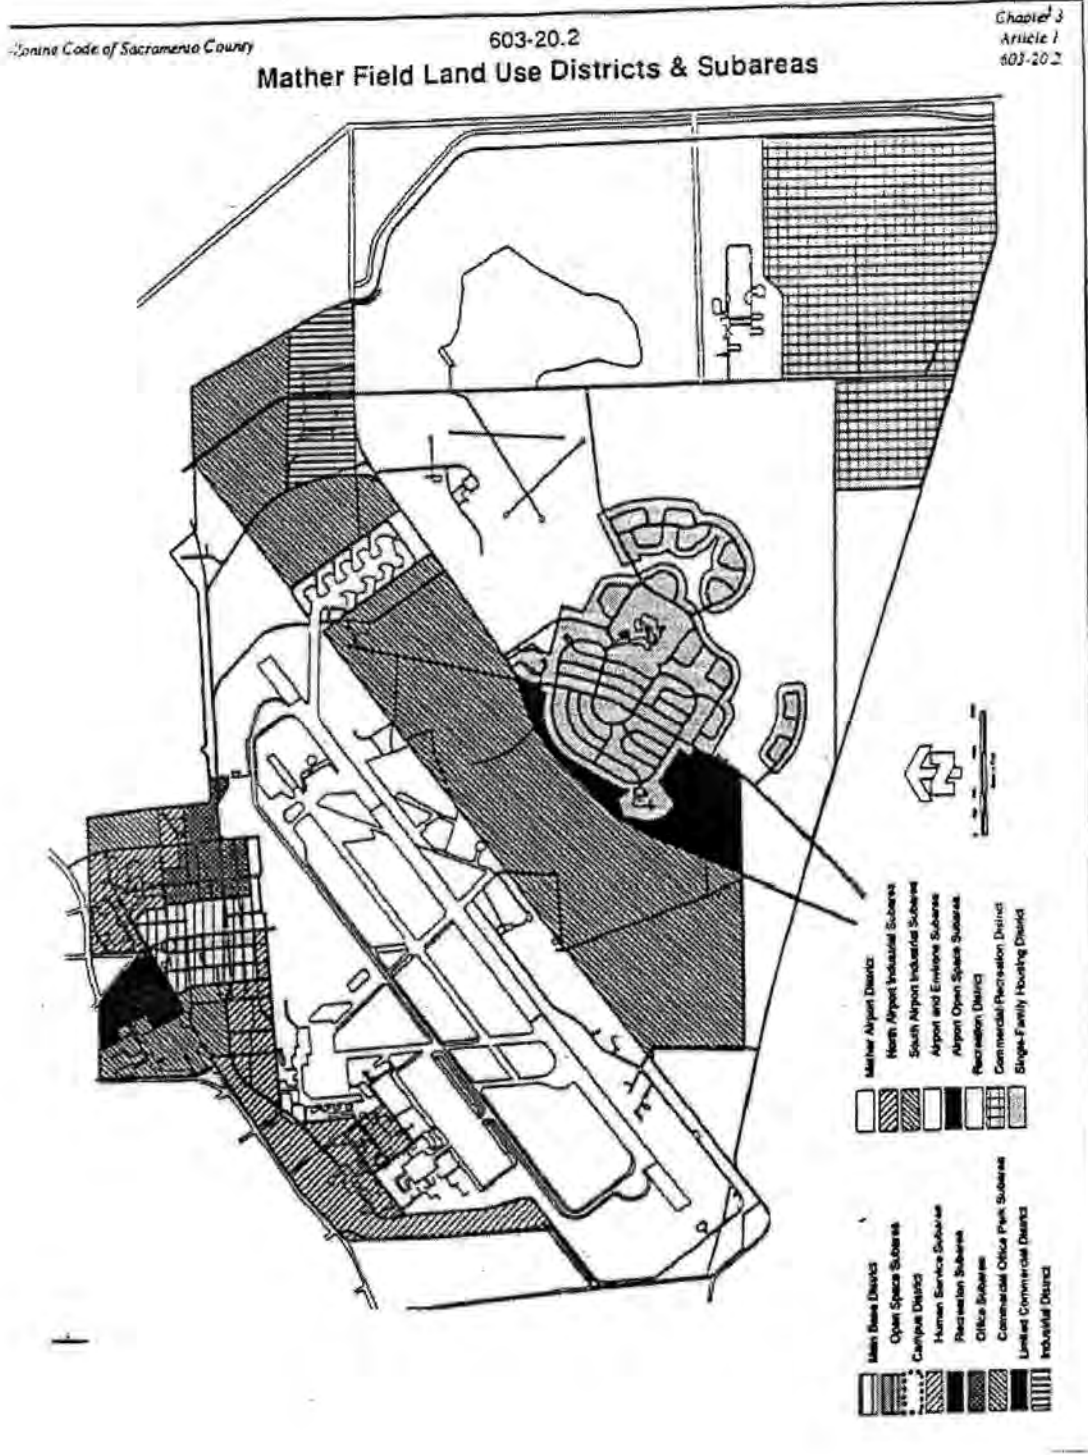 Zoning Code of Sacramento County
603-20.2
Chapter 3
Article 1
603-20.2
Mather Field Land Use Districts & Subareas
Mather Airport District
North Airport Industrial Subarea
South Airport Industrial Subarea
Airport and Environs Subarea
Airport Open Space Subarea
Recreation District
Commercial Recreation District
Single-Family Housing District
Main Base District
Open Space Subarea
Campus District
Human Service Subarea
Recreation Subarea
Office Subarea
Commercial Office Park Subarea
Limited Commercial District
Industrial District